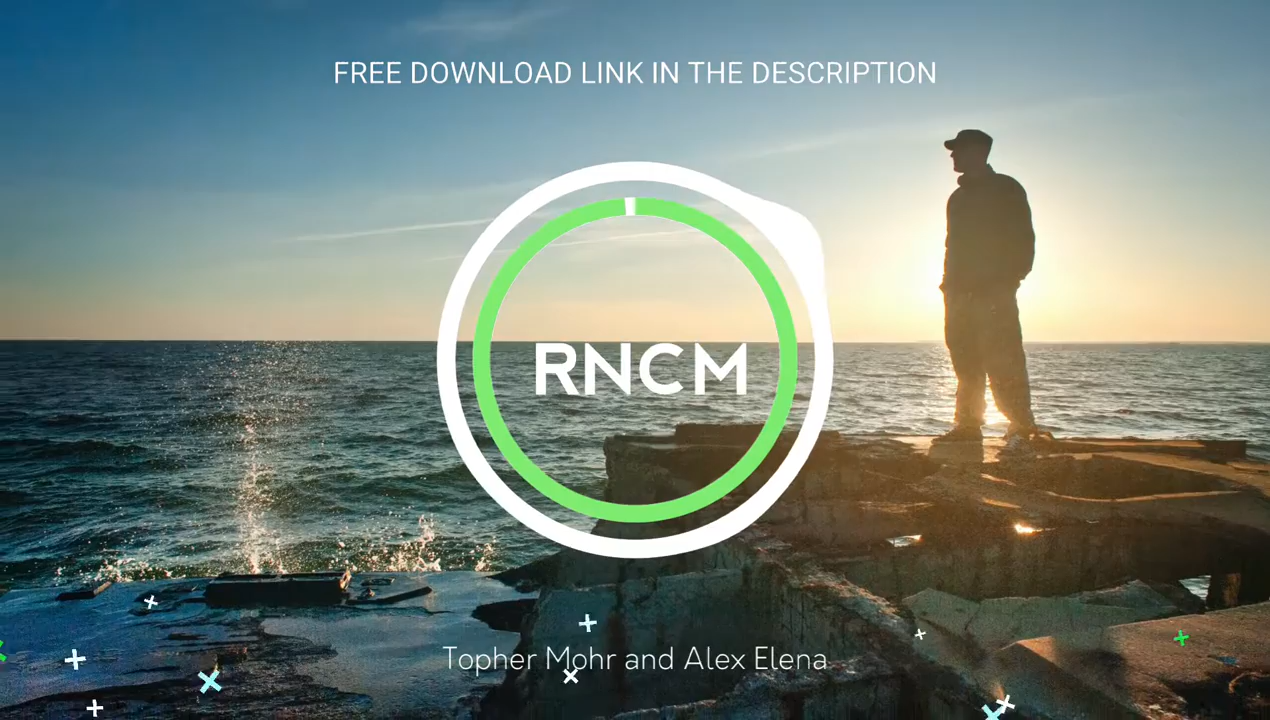 FREE DOWNLOAD LINK IN THE DESCRIPTION
RNCM
Topher Mohr and Alex Elena